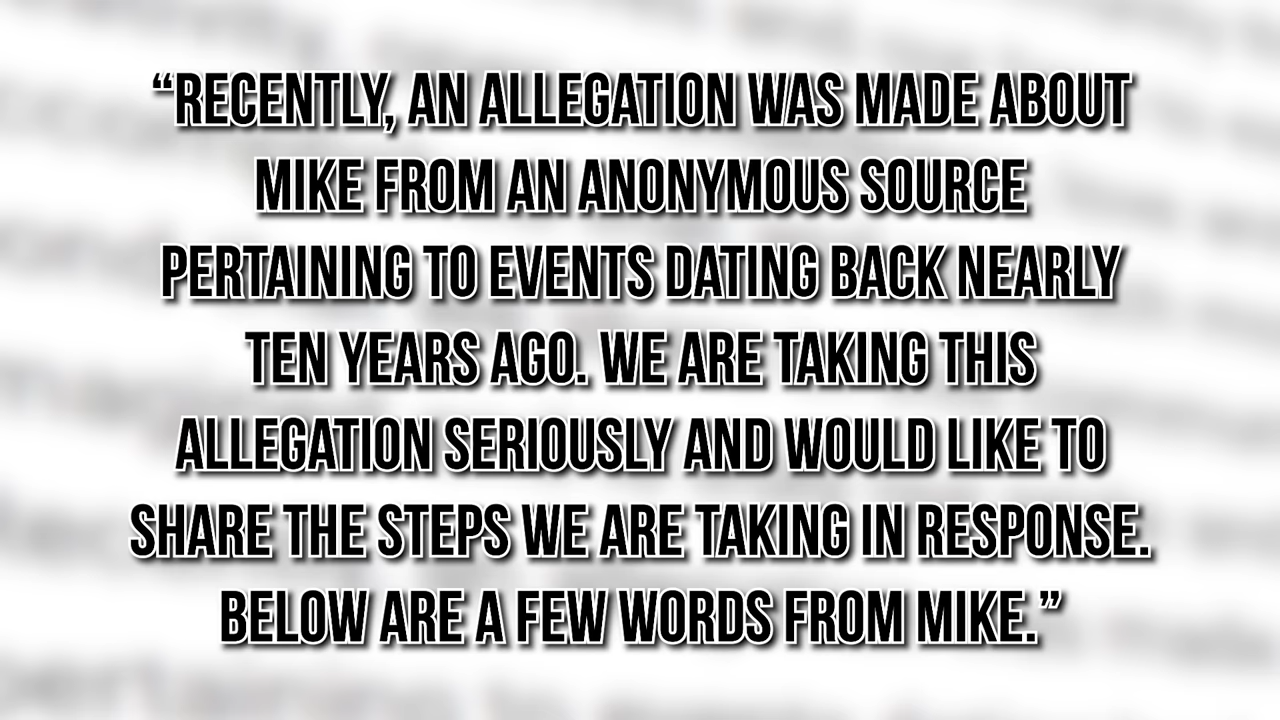 “RECENTLY, AN ALLEGATION WAS MADE ABOUT
MIKE FROM AN ANONYMOUS SOURCE
PERTAINING TO EVENTS DATING BACK NEARLY
TEN YEARS AGO. WE ARE TAKING THIS
ALLEGATION SERIOUSLY AND WOULD LIKE TO
SHARE THE STEPS WE ARE TAKING IN RESPONSE.
BELOW ARE A FEW WORDS FROM MIKE.”